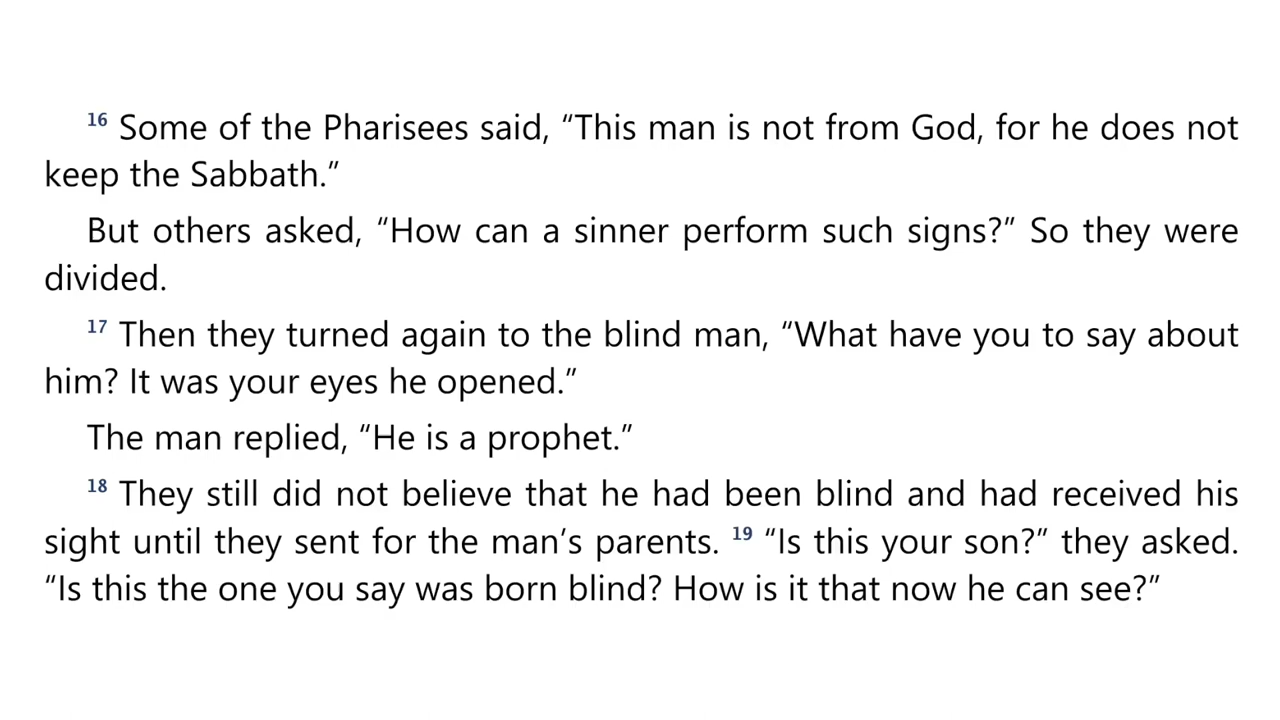 16 Some of the Pharisees said, “This man is not from God, for he does not
keep the Sabbath.”
But others asked, “How can a sinner perform such signs?” So they were
divided.
17 Then they turned again to the blind man, “What have you to say about
him? It was your eyes he opened.”
The man replied, “He is a prophet.”
18 They still did not believe that he had been blind and had received his
sight until they sent for the man’s parents. 19 “Is this your son?” they asked.
“Is this the one you say was born blind? How is it that now he can see?”